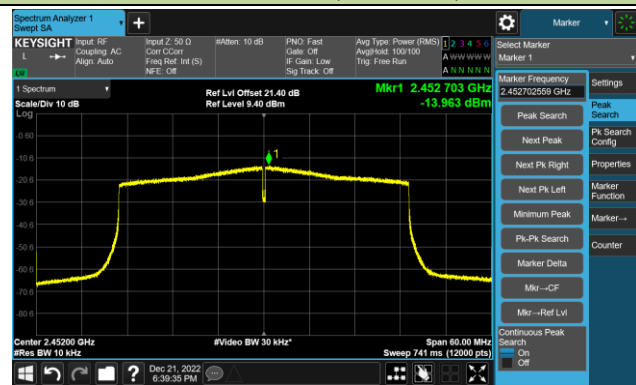 Spectrum Analyzer 1
Swept SA
+
Marker
KEYSIGHT
L
Input: RF
Coupling: AC
Align: Auto
Input Z: 50 Ω
Corr CCorr
Freq Ref: Int (S)
NFE: Off
#Atten: 10 dB
PNO: Fast
Gate: Off
IF Gain: Low
Sig Track: Off
Avg Type: Power (RMS)
Avg|Hold: 100/100
Trig: Free Run
1 2 3 4 5 6
A W W W W W
A N N N N N
Select Marker
Marker 1
LXI
1 Spectrum
Scale/Div 10 dB
Log
Ref Lvl Offset 21.40 dB
Ref Level 9.40 dBm
Mkr1 2.452 703 GHz
-13.963 dBm
Marker Frequency
2.452702559 GHz
Peak Search
Next Peak
Next Pk Right
Next Pk Left
Minimum Peak
Pk-Pk Search
Marker Delta
Mkr→CF
Mkr→Ref Lvl
Continuous Peak
Search
On
Off
Settings
Peak
Search
Pk Search
Config
Properties
Marker
Function
Marker→
Counter
-0.60
-10.6
-20.6
-30.6
-40.6
-50.6
-60.6
-70.6
-80.6
1
Center 2.45200 GHz
#Res BW 10 kHz
#Video BW 30 kHz*
Span 60.00 MHz
Sweep 741 ms (12000 pts)
?
Dec 21, 2022
6:39:35 PM